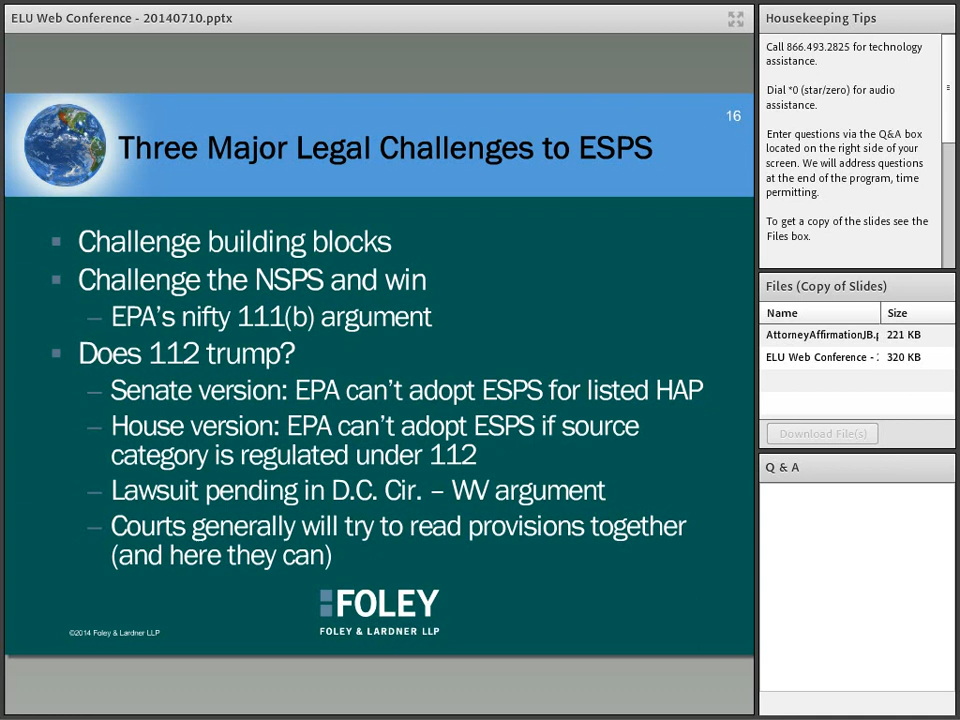 ELU Web Conference - 20140710.pptx
16
Three Major Legal Challenges to ESPS
▪ Challenge building blocks
▪ Challenge the NSPS and win
– EPA's nifty 111(b) argument
▪ Does 112 trump?
– Senate version: EPA can't adopt ESPS for listed HAP
– House version: EPA can't adopt ESPS if source
category is regulated under 112
– Lawsuit pending in D.C. Cir. – WV argument
– Courts generally will try to read provisions together
(and here they can)
FOLEY
FOLEY & LARDNER LLP
©2014 Foley & Lardner LLP
Housekeeping Tips
Call 866.493.2825 for technology
assistance.
Dial *0 (star/zero) for audio
assistance.
Enter questions via the Q&A box
located on the right side of your
screen. We will address questions
at the end of the program, time
permitting.
To get a copy of the slides see the
Files box.
Files (Copy of Slides)
Name Size
AttorneyAffirmationJB.p 221 KB
ELU Web Conference - 320 KB
Download File(s)
Q & A